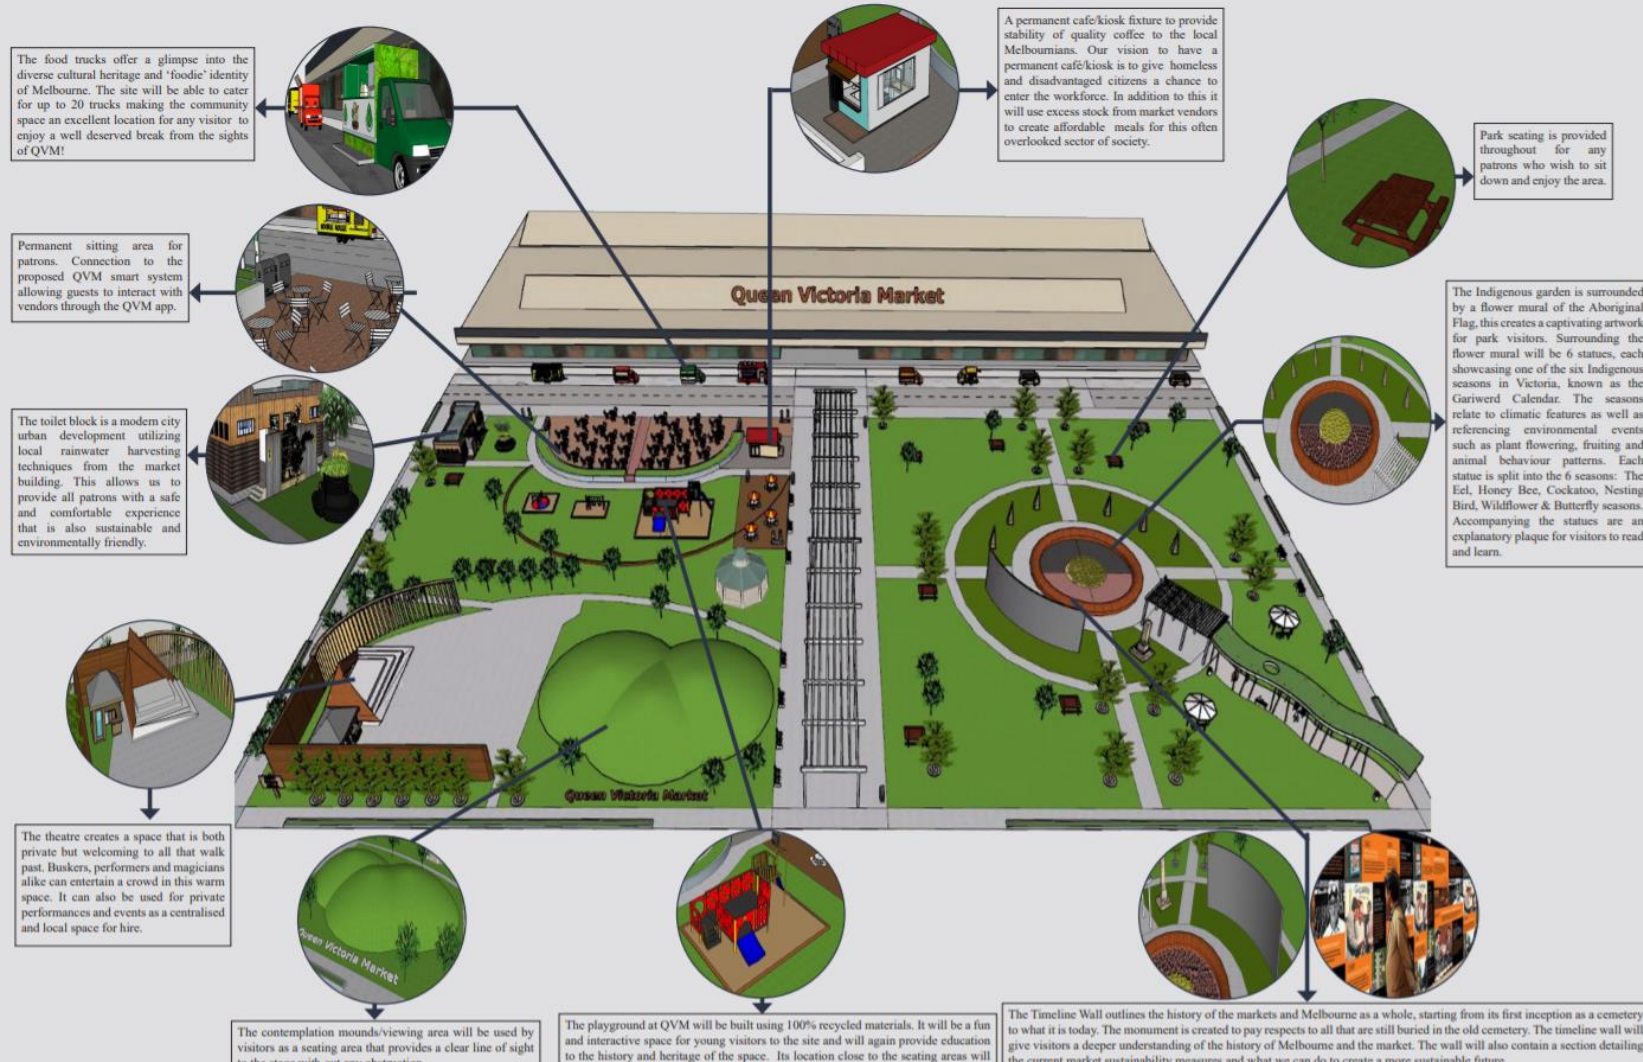 The food trucks offer a glimpse into the
diverse cultural heritage and ‘foodie’ identity
of Melbourne. The site will be able to cater
for up to 20 trucks making the community
space an excellent location for any visitor to
enjoy a well deserved break from the sights
of QVM!
A permanent cafe/kiosk fixture to provide
stability of quality coffee to the local
Melbournians. Our vision to have a
permanent café/kiosk is to give homeless
and disadvantaged citizens a chance to
enter the workforce. In addition to this it
will use excess stock from market vendors
to create affordable meals for this often
overlooked sector of society.
Park seating is provided
throughout for any
patrons who wish to sit
down and enjoy the area.
Permanent sitting area for
patrons. Connection to the
proposed QVM smart system
allowing guests to interact with
vendors through the QVM app.
Queen Victoria Market
The Indigenous garden is surrounded
by a flower mural of the Aboriginal
Flag, this creates a captivating artwork
for park visitors. Surrounding the
flower mural will be 6 statues, each
showcasing one of the six Indigenous
seasons in Victoria, known as the
Gariwerd Calendar. The seasons
relate to climatic features as well as
referencing environmental events
such as plant flowering, fruiting and
animal behaviour patterns. Each
statue is split into the 6 seasons: The
Eel, Honey Bee, Cockatoo, Nesting
Bird, Wildflower & Butterfly seasons.
Accompanying the statues are an
explanatory plaque for visitors to read
and learn.
The toilet block is a modern city
urban development utilizing
local rainwater harvesting
techniques from the market
building. This allows us to
provide all patrons with a safe
and comfortable experience
that is also sustainable and
environmentally friendly.
Queen Victoria Market
The theatre creates a space that is both
private but welcoming to all that walk
past. Buskers, performers and magicians
alike can entertain a crowd in this warm
space. It can also be used for private
performances and events as a centralised
and local space for hire.
Queen Victoria Market
The contemplation mounds/viewing area will be used by
visitors as a seating area that provides a clear line of sight
to the stage with out any obstruction.
The playground at QVM will be built using 100% recycled materials. It will be a fun
and interactive space for young visitors to the site and will again provide education
to the history and heritage of the space. Its location close to the seating areas will
The Timeline Wall outlines the history of the markets and Melbourne as a whole, starting from its first inception as a cemetery
to what it is today. The monument is created to pay respects to all that are still buried in the old cemetery. The timeline wall will
give visitors a deeper understanding of the history of Melbourne and the market. The wall will also contain a section detailing
the current market sustainability measures and what we can do to create a more sustainable future.